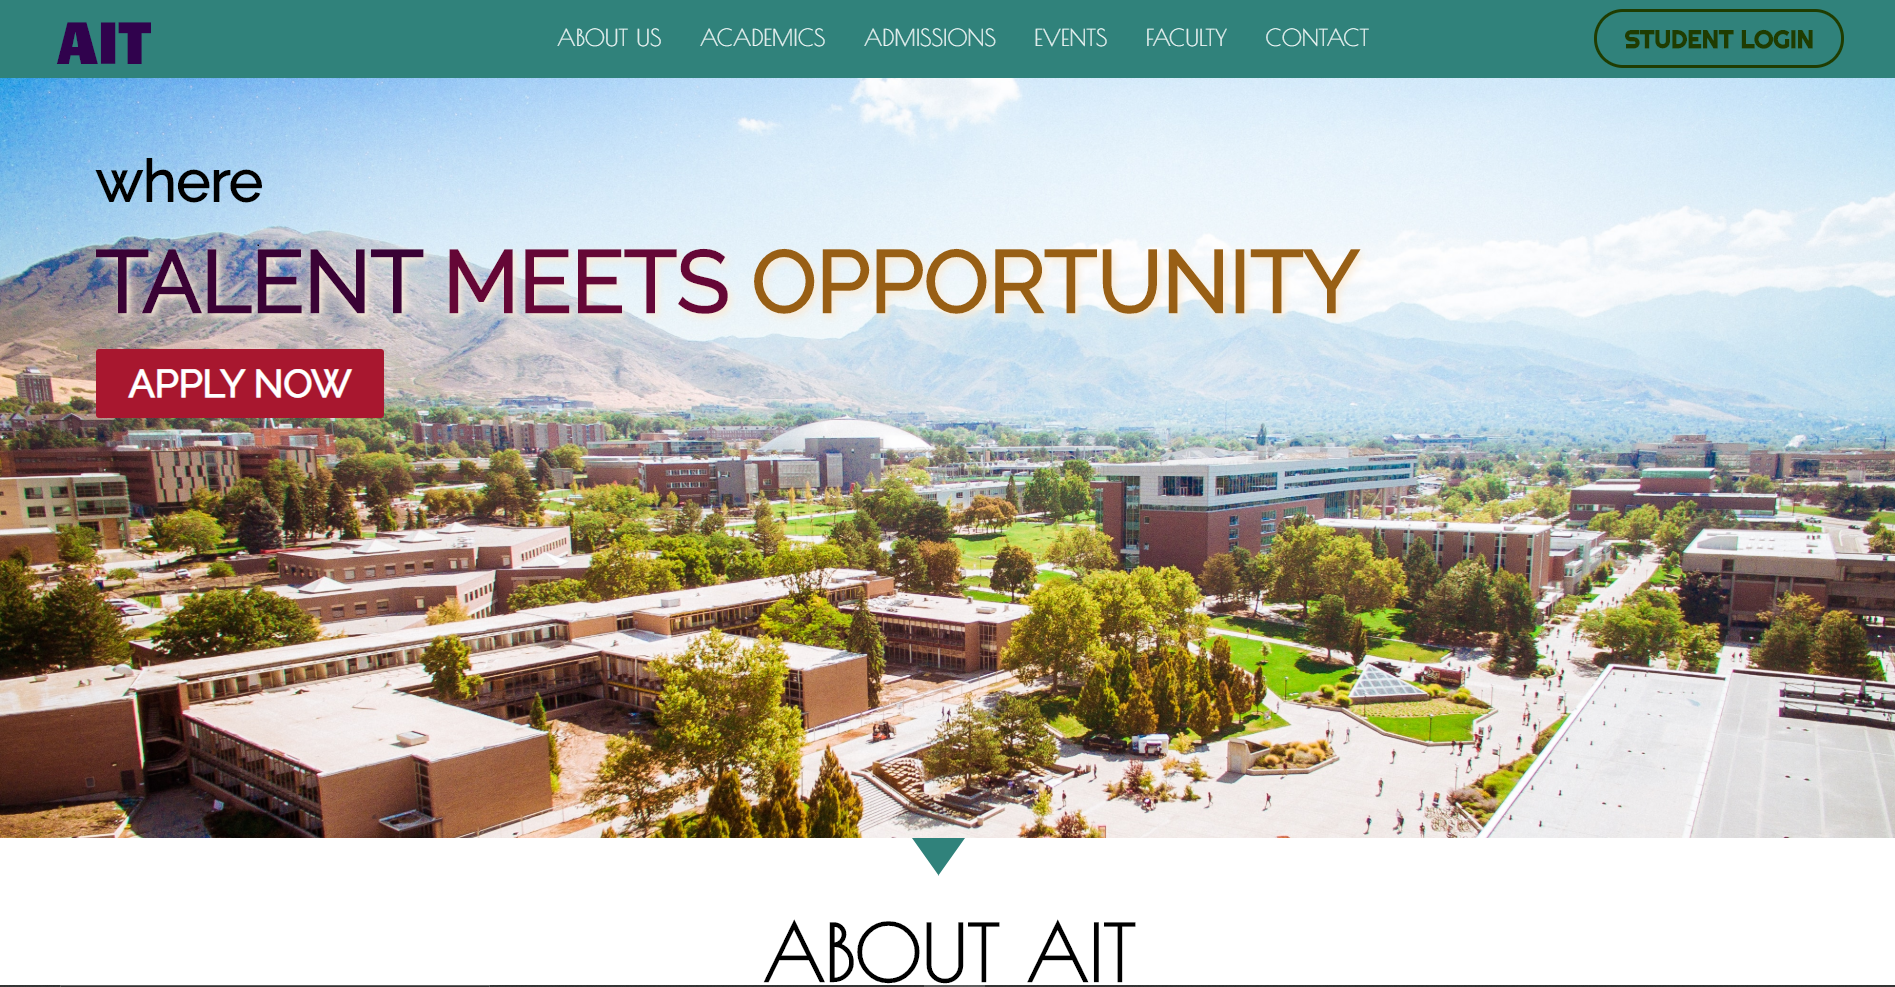 AIT
ABOUT US ACADEMICS ADMISSIONS EVENTS FACULTY CONTACT
STUDENT LOGIN
where
TALENT MEETS OPPORTUNITY
APPLY NOW
ABOUT AIT